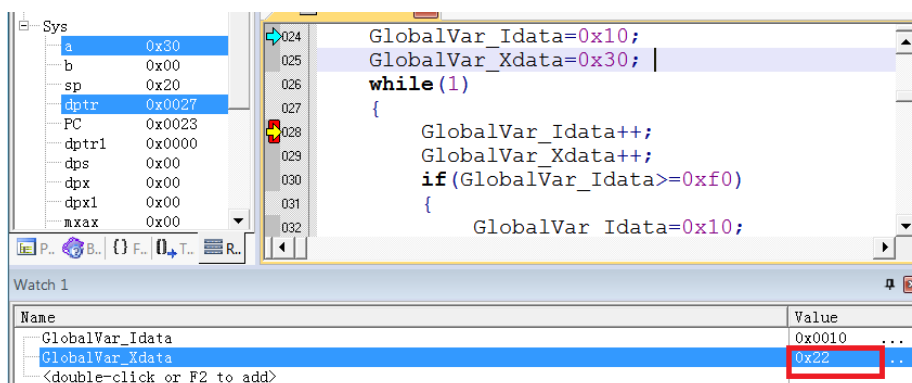 Sys
a 0x30
b 0x00
sp 0x20
dptr 0x0027
PC 0x0023
dptr1 0x0000
dps 0x00
dpx 0x00
dpx1 0x00
mxax 0x00
P.. B.. {} F.. 0 T.. R..
024 GlobalVar_Idata=0x10;
025 GlobalVar_Xdata=0x30;
026 while(1)
027 {
028 GlobalVar_Idata++;
029 GlobalVar_Xdata++;
030 if(GlobalVar_Idata>=0xf0)
031 {
032 GlobalVar_Idata=0x10;
Watch 1
Name Value
GlobalVar_Idata 0x0010 ...
GlobalVar_Xdata 0x22 ..
<double-click or F2 to add>